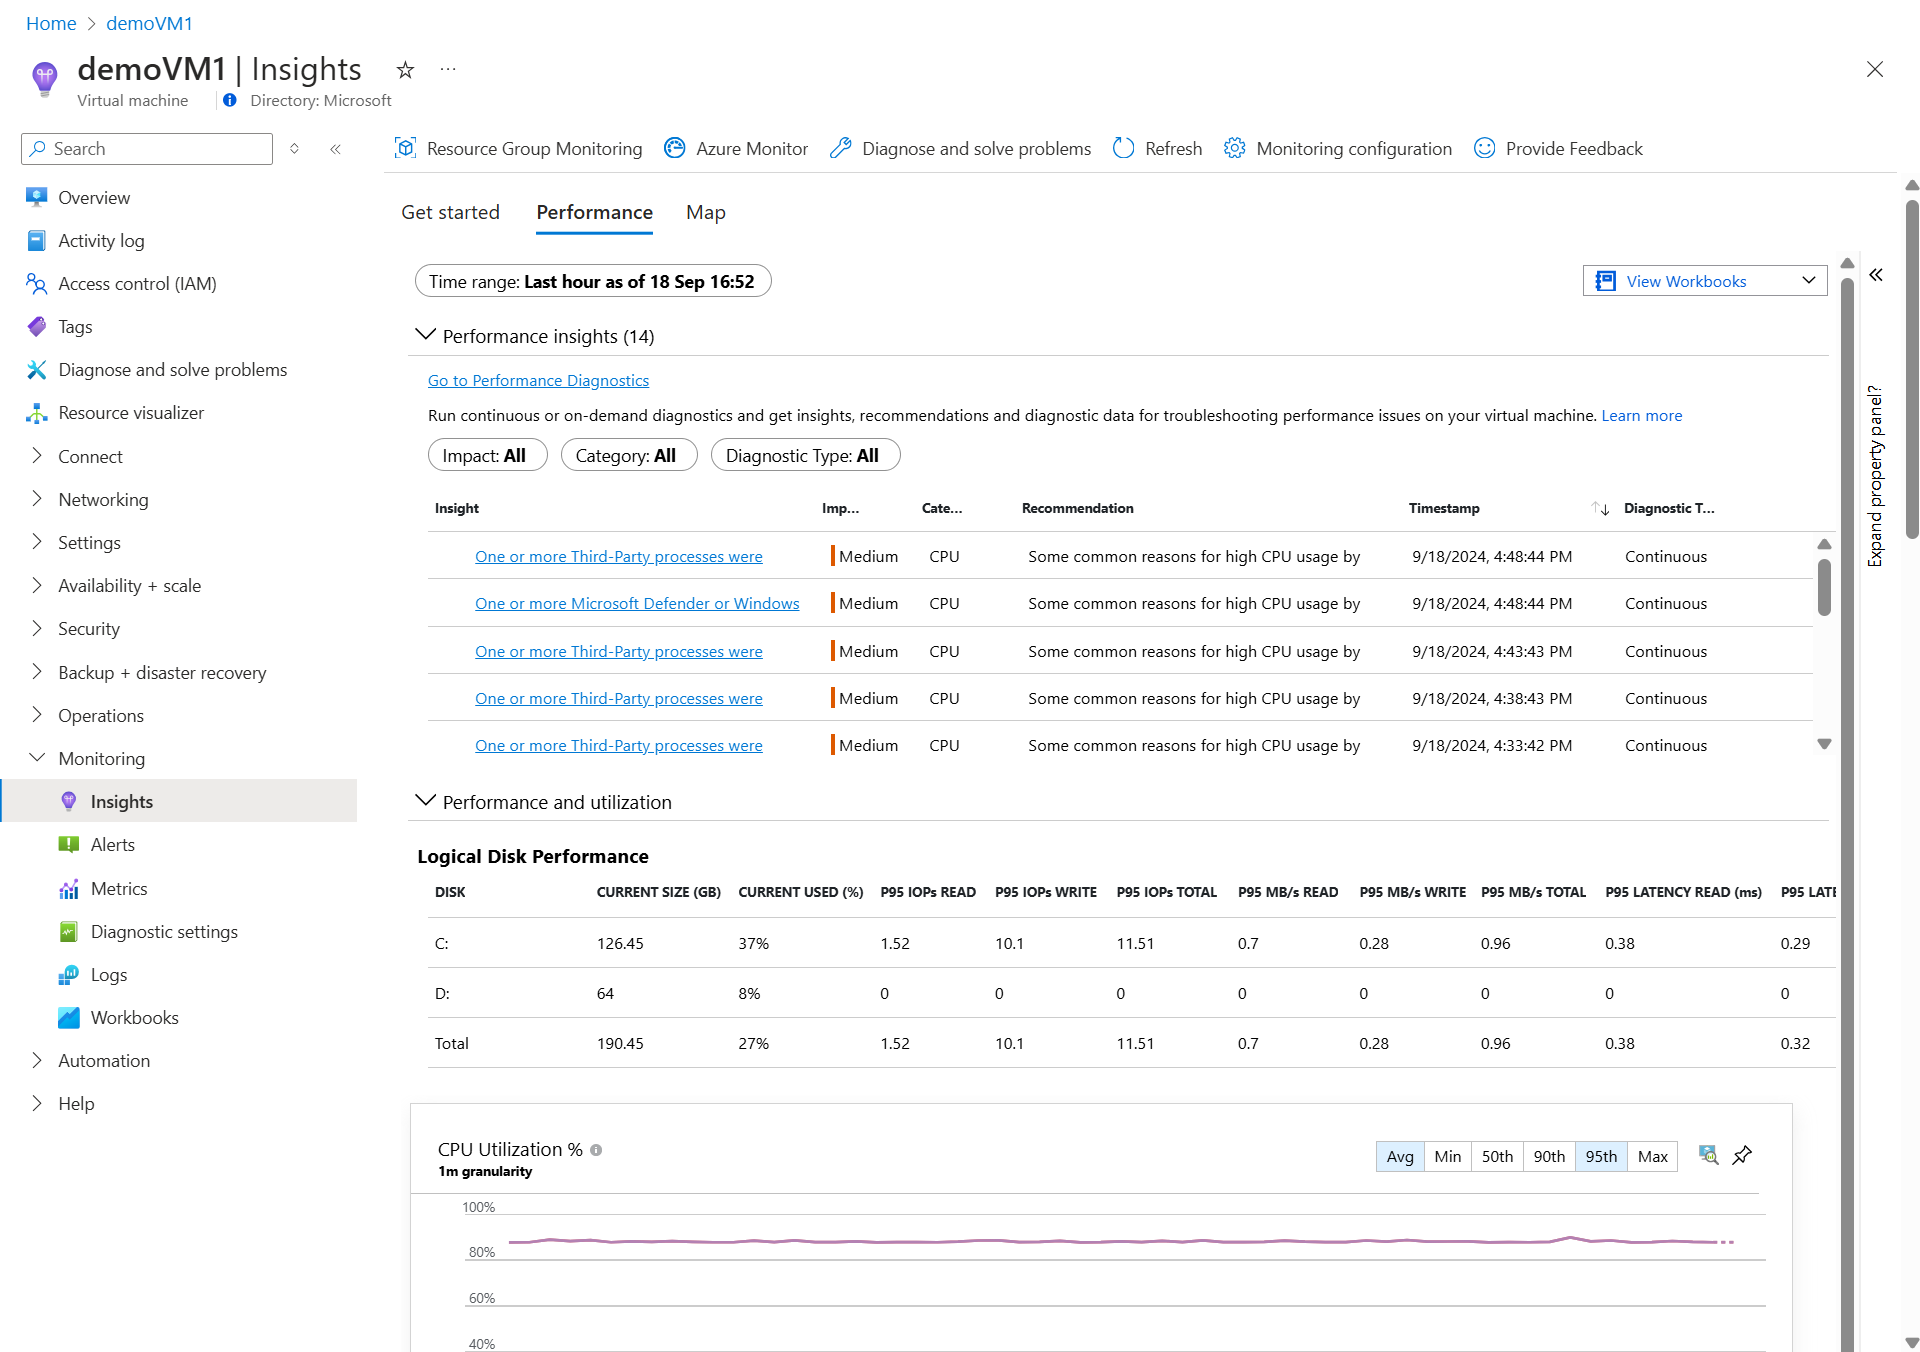 Home > demoVM1
demoVM1 | Insights ☆ ...
Virtual machine Directory: Microsoft
Search
Overview
Activity log
Access control (IAM)
Tags
Diagnose and solve problems
Resource visualizer
Connect
Networking
Settings
Availability + scale
Security
Backup + disaster recovery
Operations
Monitoring
Insights
Alerts
Metrics
Diagnostic settings
Logs
Workbooks
Automation
Help
Resource Group Monitoring Azure Monitor Diagnose and solve problems Refresh Monitoring configuration Provide Feedback
Get started Performance Map
Time range: Last hour as of 18 Sep 16:52 View Workbooks
Performance insights (14)
Go to Performance Diagnostics
Run continuous or on-demand diagnostics and get insights, recommendations and diagnostic data for troubleshooting performance issues on your virtual machine. Learn more
Impact: All Category: All Diagnostic Type: All
Insight Imp... Cate... Recommendation Timestamp ↑↓ Diagnostic T...
One or more Third-Party processes were Medium CPU Some common reasons for high CPU usage by 9/18/2024, 4:48:44 PM Continuous
One or more Microsoft Defender or Windows Medium CPU Some common reasons for high CPU usage by 9/18/2024, 4:48:44 PM Continuous
One or more Third-Party processes were Medium CPU Some common reasons for high CPU usage by 9/18/2024, 4:43:43 PM Continuous
One or more Third-Party processes were Medium CPU Some common reasons for high CPU usage by 9/18/2024, 4:38:43 PM Continuous
One or more Third-Party processes were Medium CPU Some common reasons for high CPU usage by 9/18/2024, 4:33:42 PM Continuous
Performance and utilization
Logical Disk Performance
DISK CURRENT SIZE (GB) CURRENT USED (%) P95 IOPs READ P95 IOPs WRITE P95 IOPs TOTAL P95 MB/s READ P95 MB/s WRITE P95 MB/s TOTAL P95 LATENCY READ (ms) P95 LATE
C: 126.45 37% 1.52 10.1 11.51 0.7 0.28 0.96 0.38 0.29
D: 64 8% 0 0 0 0 0 0 0 0
Total 190.45 27% 1.52 10.1 11.51 0.7 0.28 0.96 0.38 0.32
CPU Utilization %
1m granularity
Avg Min 50th 90th 95th Max
100%
80%
60%
40%
Expand property panel?